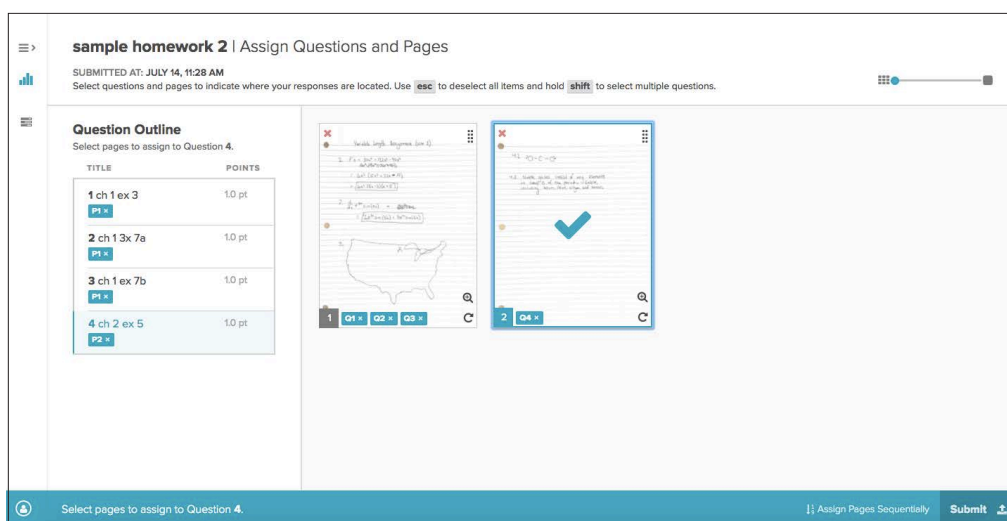 sample homework 2 | Assign Questions and Pages
SUBMITTED AT: JULY 14, 11:28 AM
Select questions and pages to indicate where your responses are located. Use esc to deselect all items and hold shift to select multiple questions.
Question Outline
Select pages to assign to Question 4.
TITLE POINTS
1 ch 1 ex 3 1.0 pt
P1 ×
2 ch 1 3x 7a 1.0 pt
P1 ×
3 ch 1 ex 7b 1.0 pt
P1 ×
4 ch 2 ex 5 1.0 pt
P2 ×
1 Q1 × Q2 × Q3 ×
2 Q4 ×
Select pages to assign to Question 4.
Assign Pages Sequentially
Submit